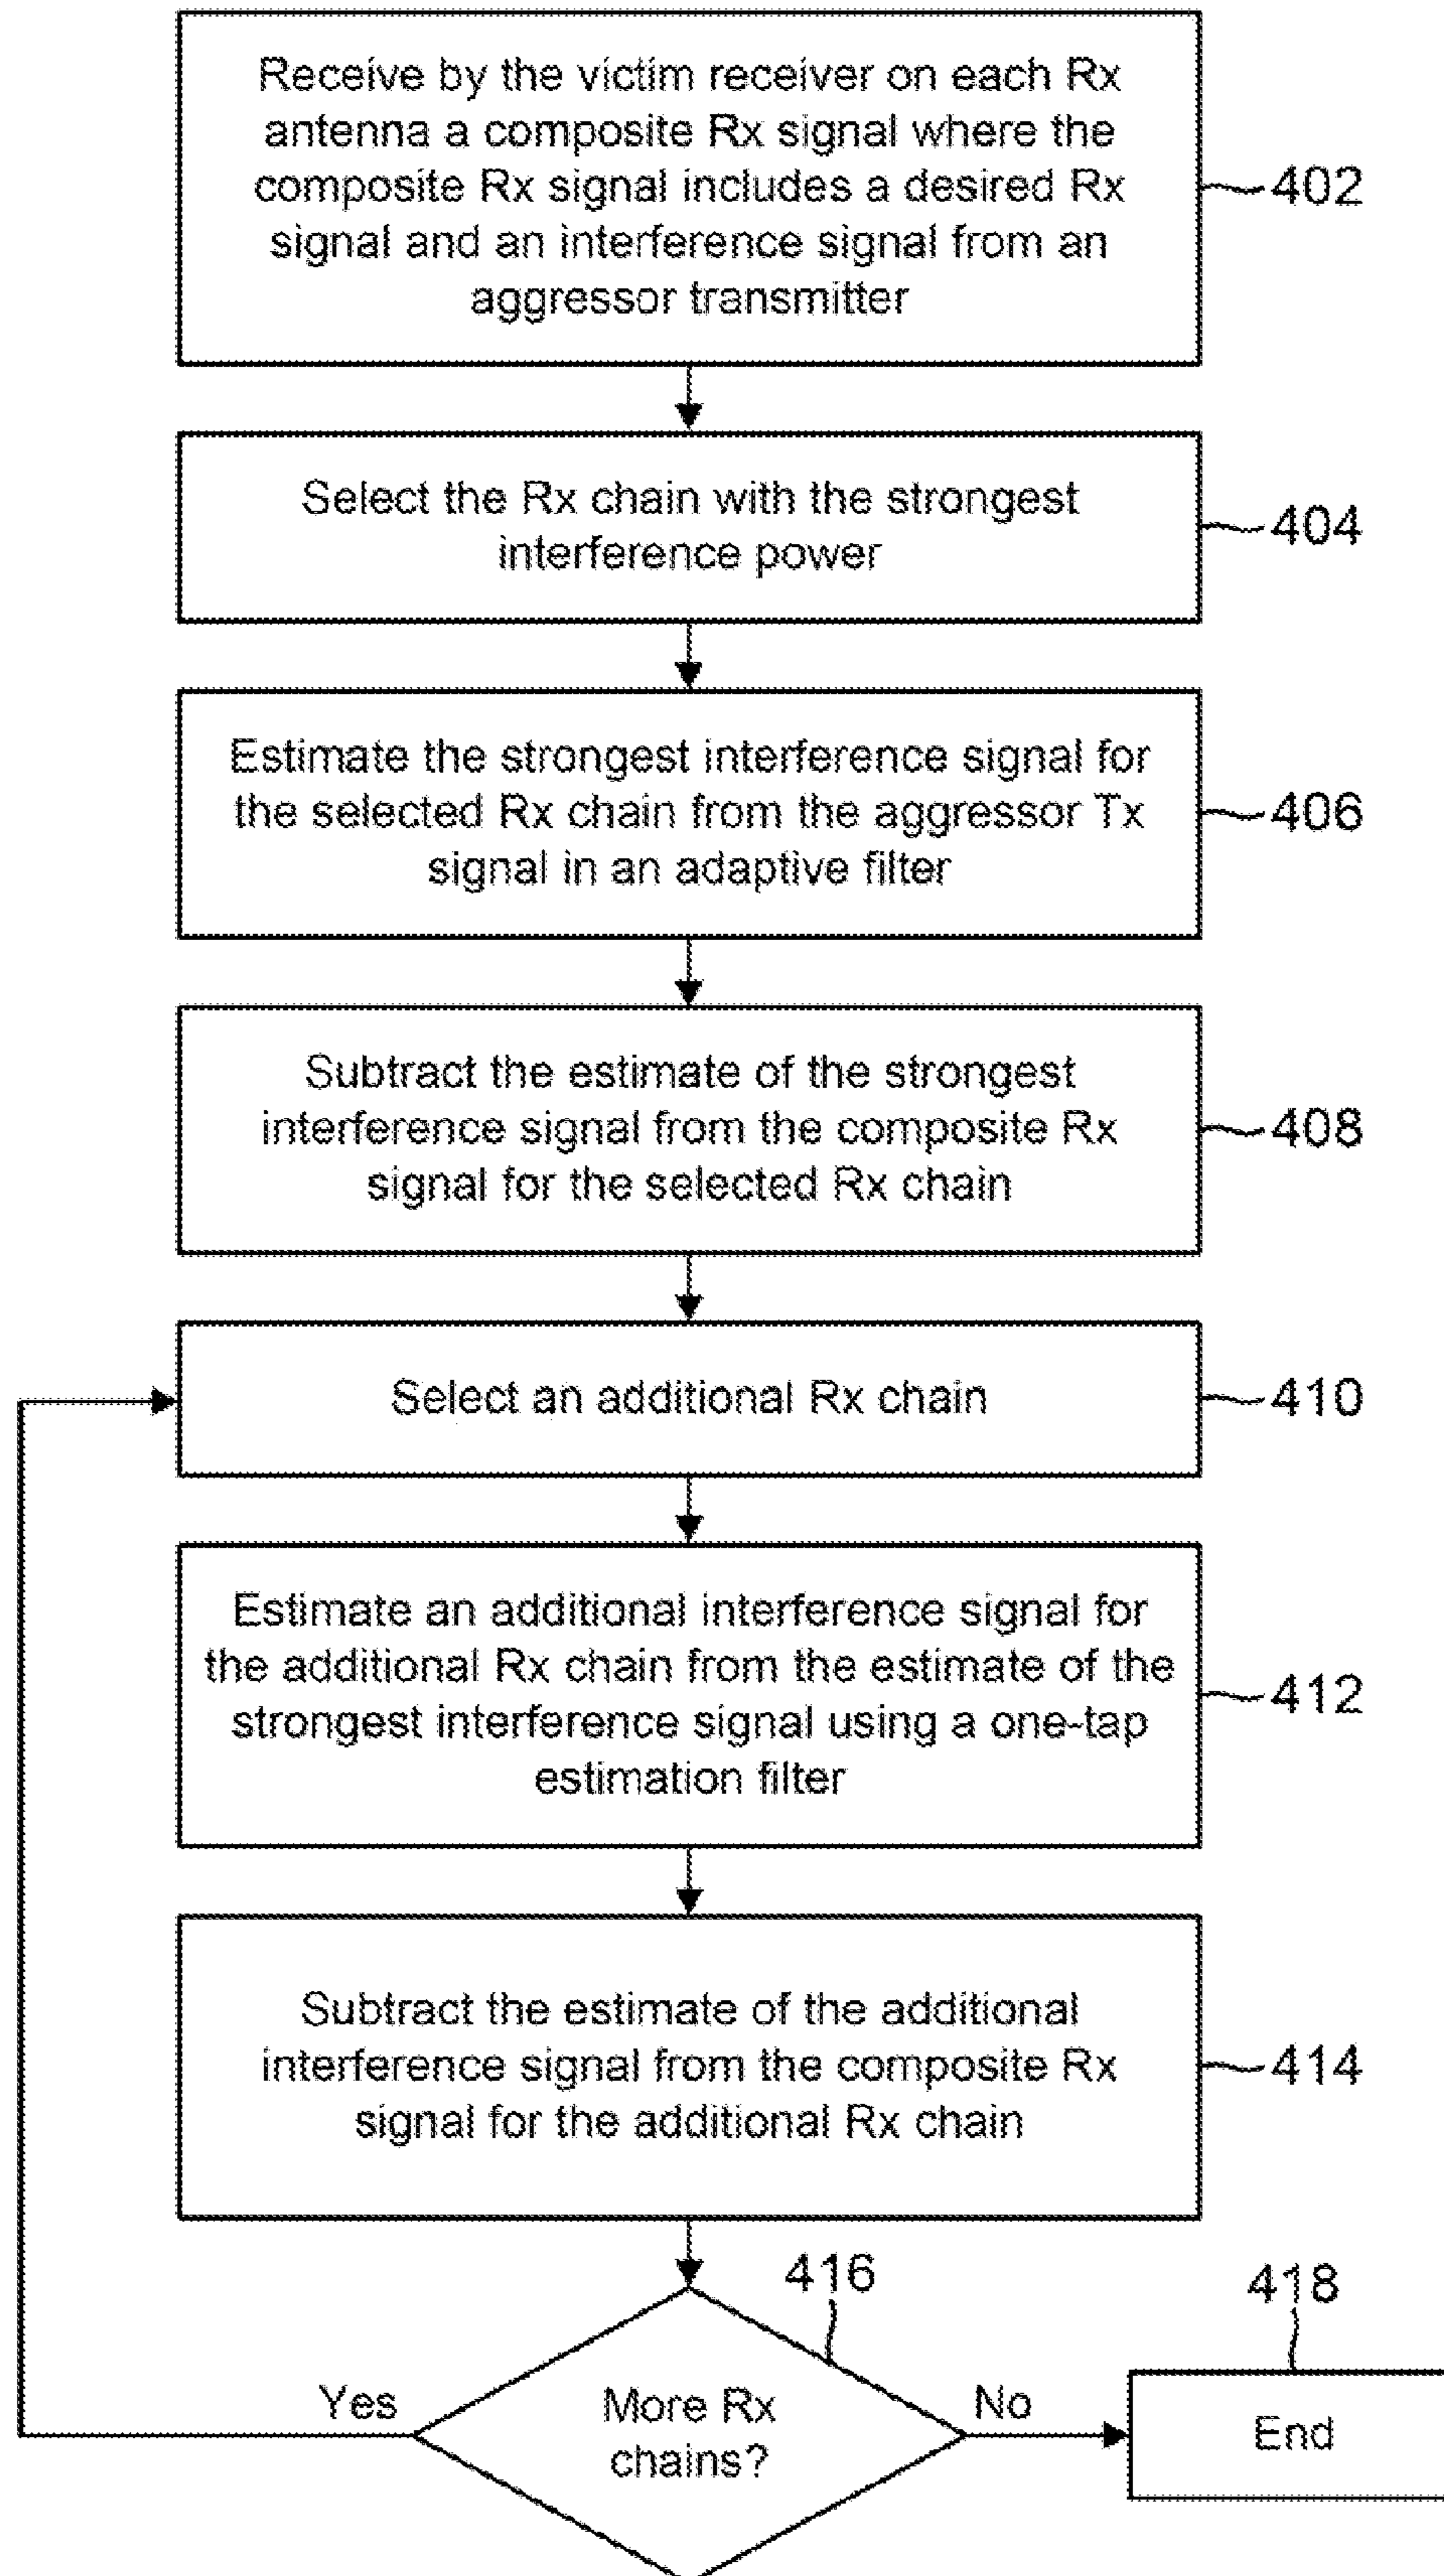 Receive by the victim receiver on each Rx
antenna a composite Rx signal where the
composite Rx signal includes a desired Rx
signal and an interference signal from an
aggressor transmitter
402
Select the Rx chain with the strongest
interference power
404
Estimate the strongest interference signal for
the selected Rx chain from the aggressor Tx
signal in an adaptive filter
406
Subtract the estimate of the strongest
interference signal from the composite Rx
signal for the selected Rx chain
408
Select an additional Rx chain
410
Estimate an additional interference signal for
the additional Rx chain from the estimate of the
strongest interference signal using a one-tap
estimation filter
412
Subtract the estimate of the additional
interference signal from the composite Rx
signal for the additional Rx chain
414
416
418
Yes
More Rx
chains?
No
End